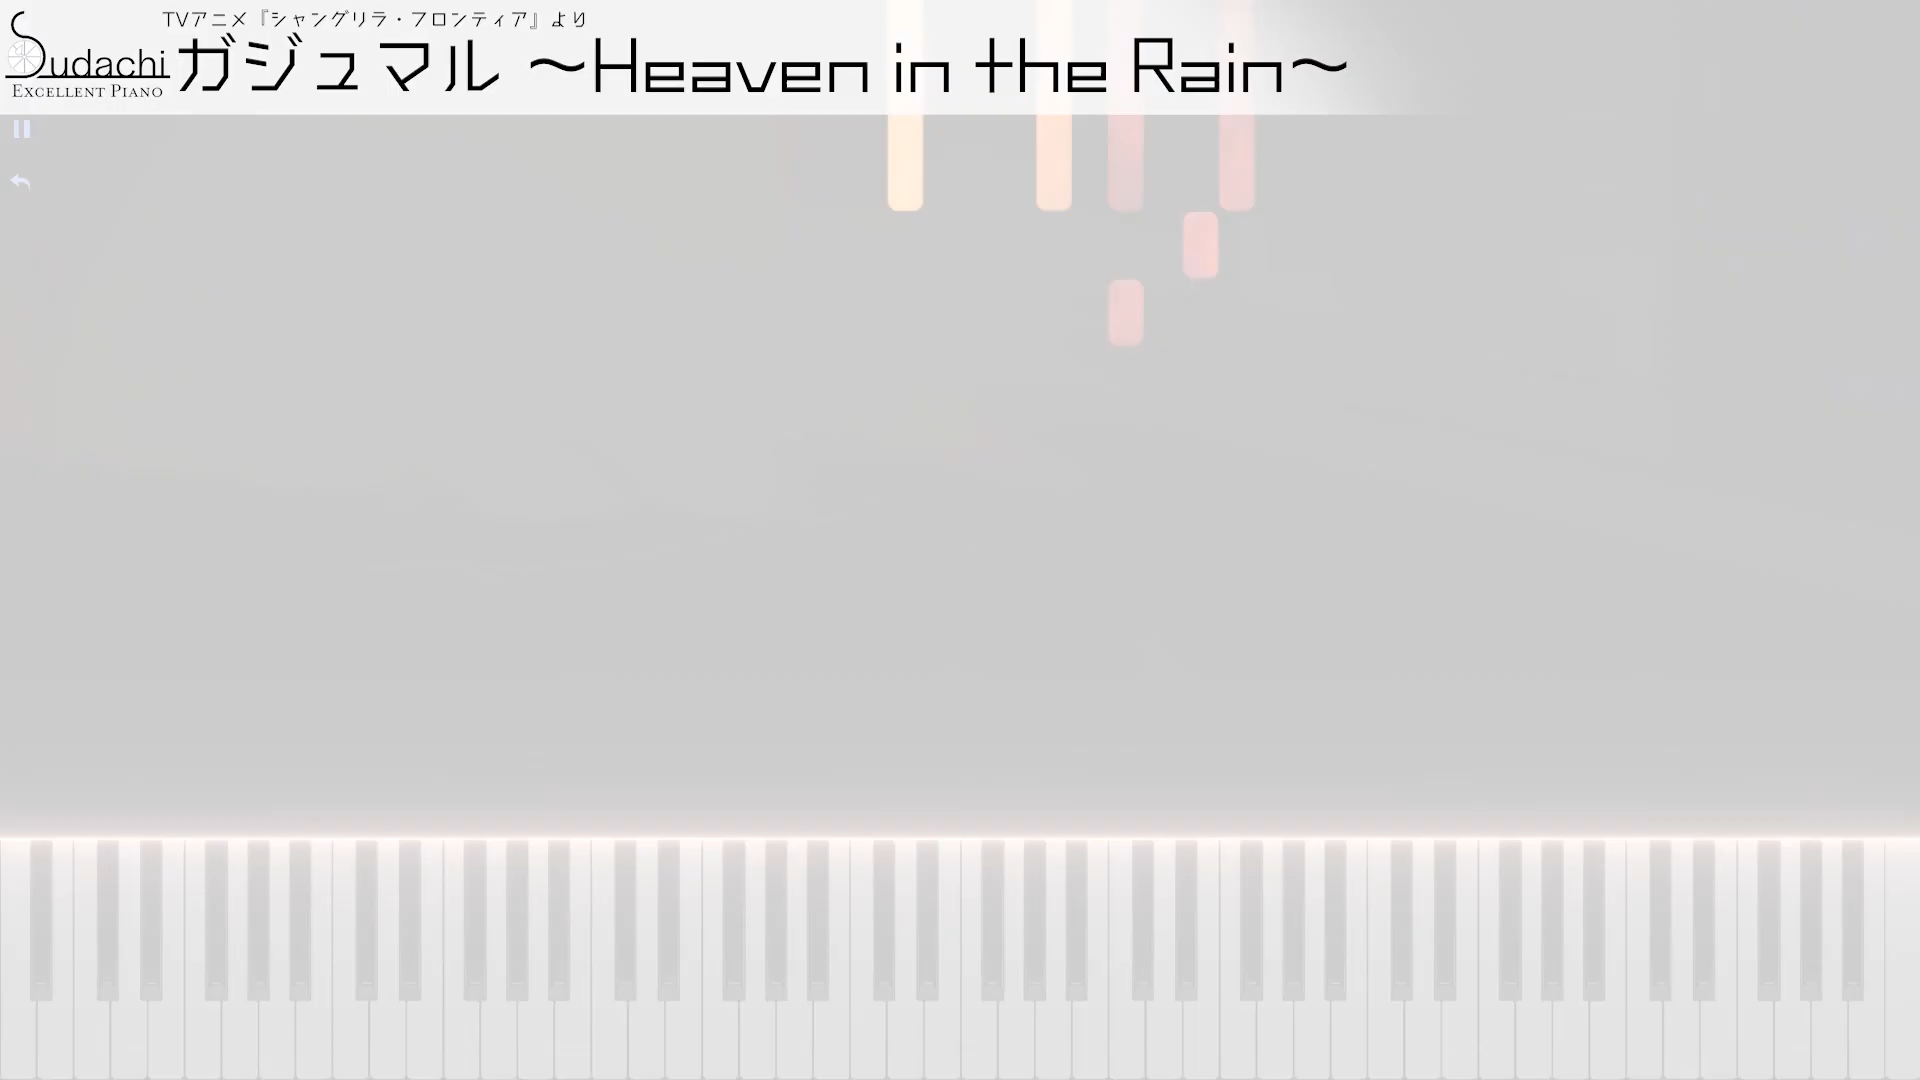 TVアニメ『シャングリラ・フロンティア』より
Sudachi
EXCELLENT PIANO
ガジュマル ～Heaven in the Rain～